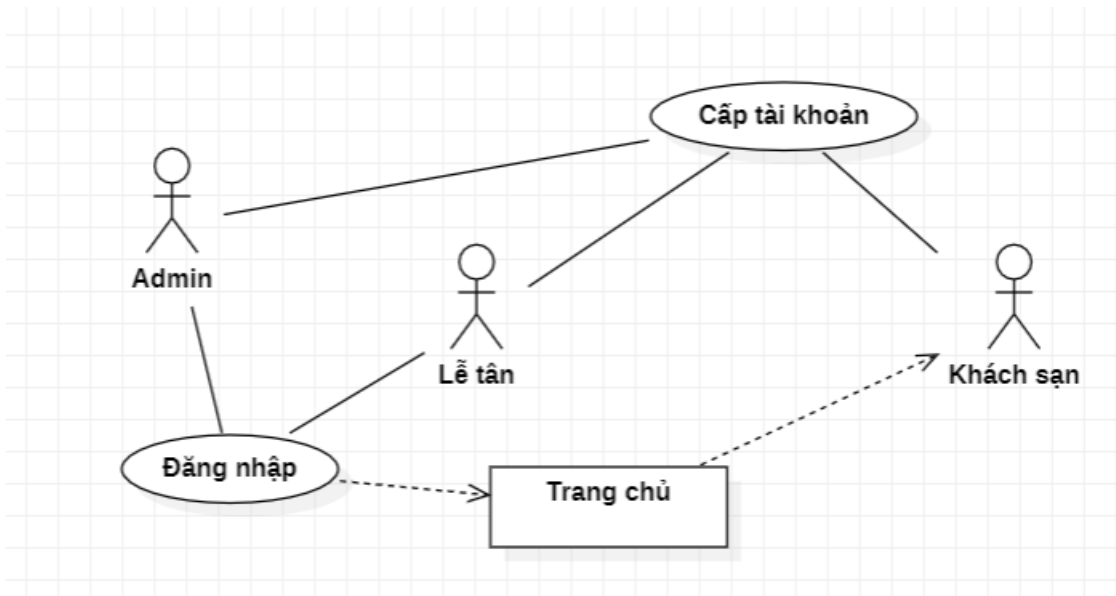 Cấp tài khoản
Admin
Lễ tân
Khách sạn
Đăng nhập
Trang chủ